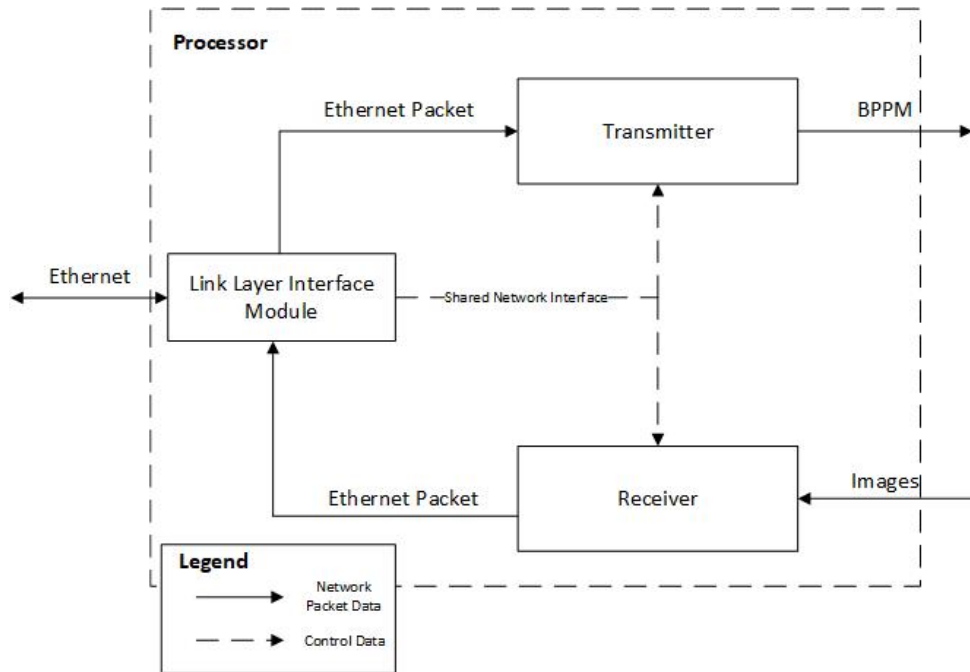 Processor
Ethernet Packet
Transmitter
BPPM
Ethernet
Link Layer Interface
Module
Shared Network Interface
Ethernet Packet
Receiver
Images
Legend
Network
Packet Data
Control Data